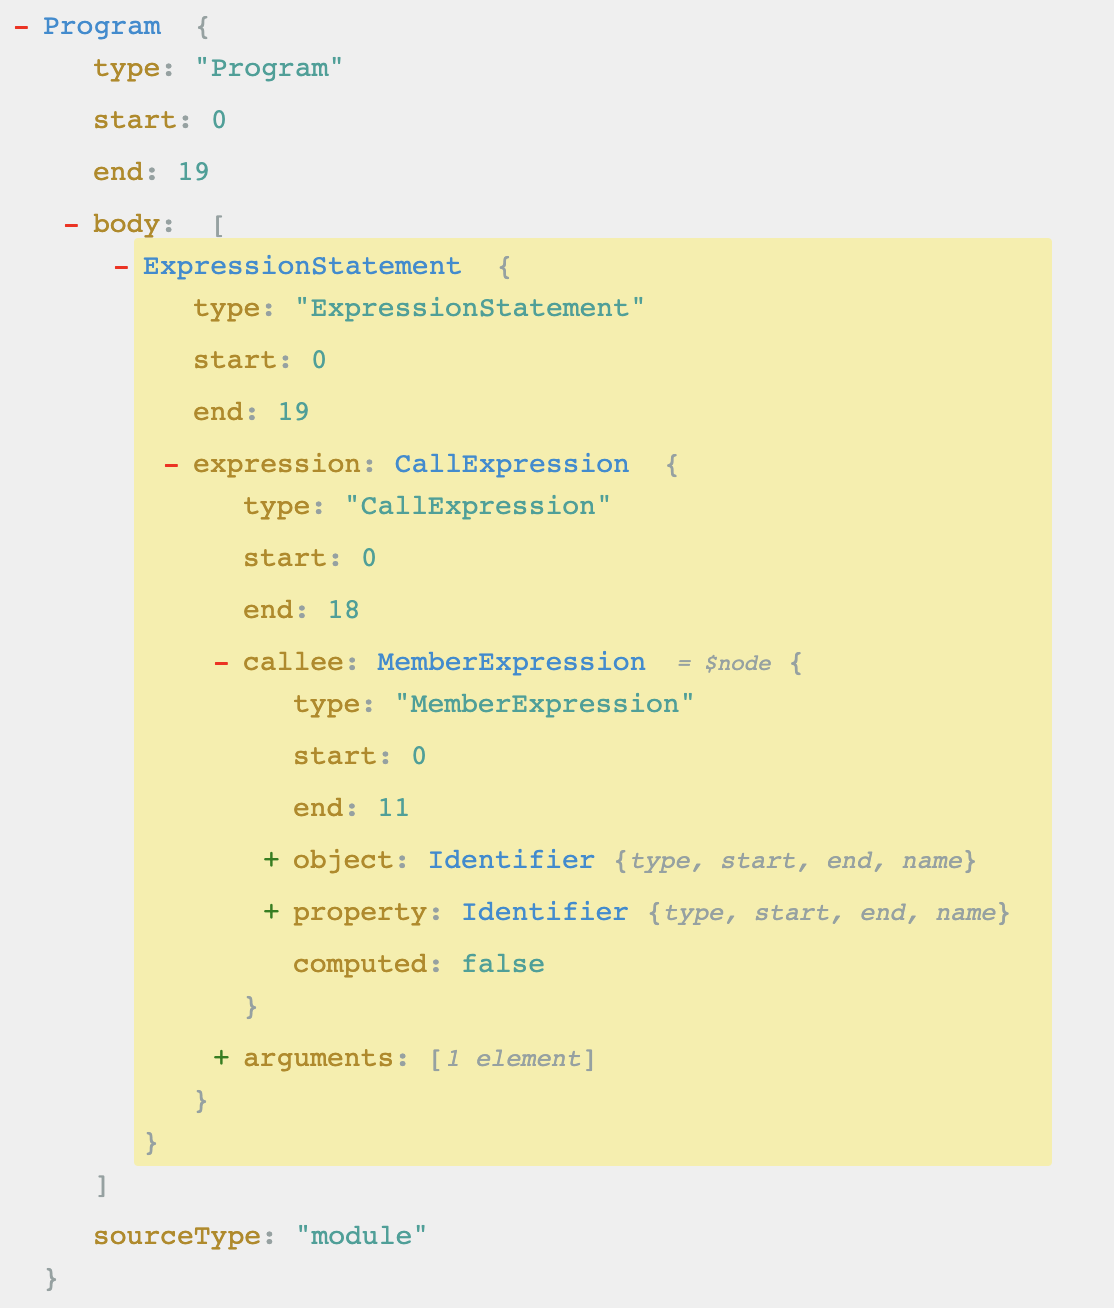 - Program {
type: "Program"
start: 0
end: 19
- body: [
- ExpressionStatement {
type: "ExpressionStatement"
start: 0
end: 19
- expression: CallExpression {
type: "CallExpression"
start: 0
end: 18
- callee: MemberExpression = $node {
type: "MemberExpression"
start: 0
end: 11
+ object: Identifier {type, start, end, name}
+ property: Identifier {type, start, end, name}
computed: false
}
+ arguments: [1 element]
}
}
]
sourceType: "module"
}